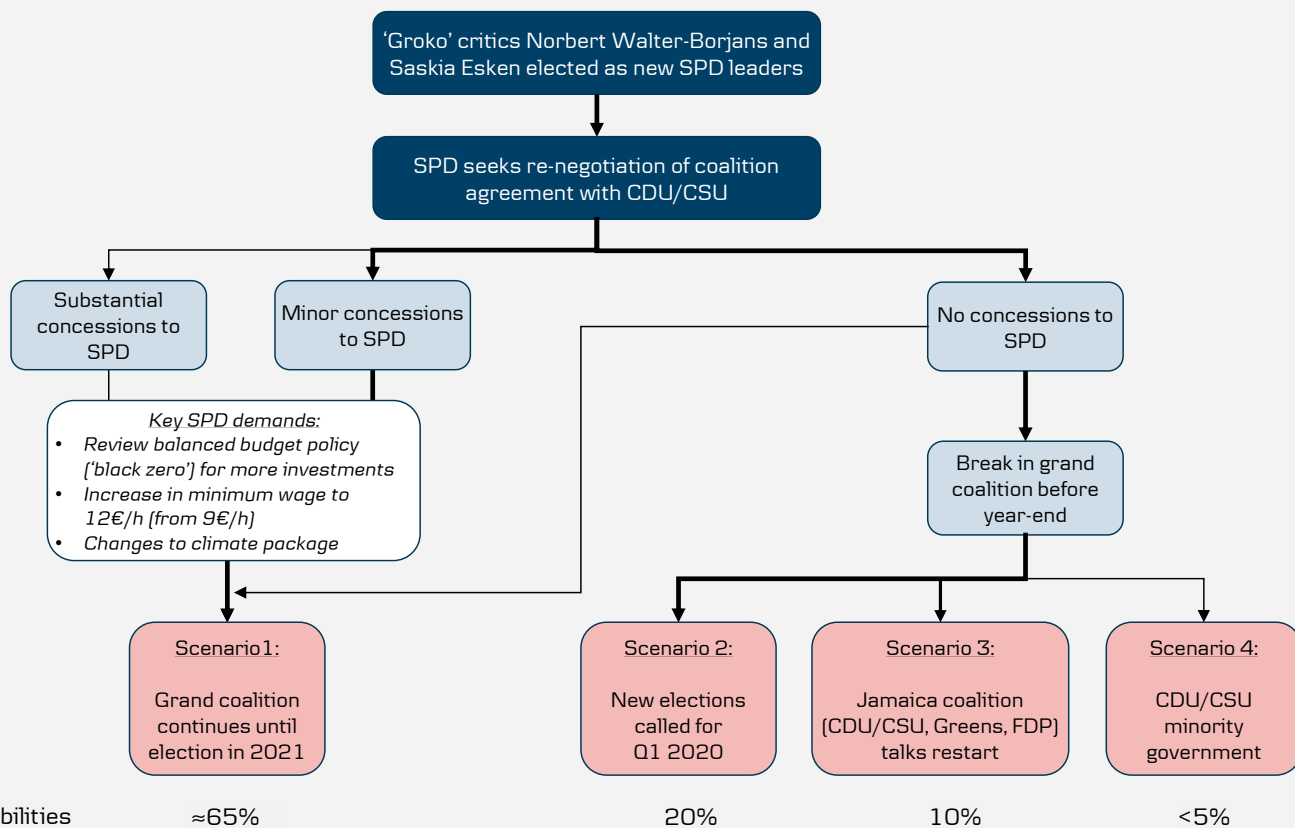 ‘Groko’ critics Norbert Walter-Borjans and
Saskia Esken elected as new SPD leaders
SPD seeks re-negotiation of coalition
agreement with CDU/CSU
Substantial
concessions to
SPD
Minor concessions
to SPD
No concessions to
SPD
Key SPD demands:
• Review balanced budget policy
(‘black zero’) for more investments
• Increase in minimum wage to
12€/h (from 9€/h)
• Changes to climate package
Break in grand
coalition before
year-end
Scenario1:
Grand coalition
continues until
election in 2021
Scenario 2:
New elections
called for
Q1 2020
Scenario 3:
Jamaica coalition
(CDU/CSU, Greens, FDP)
talks restart
Scenario 4:
CDU/CSU
minority
government
bilities ≈65% 20% 10% <5%